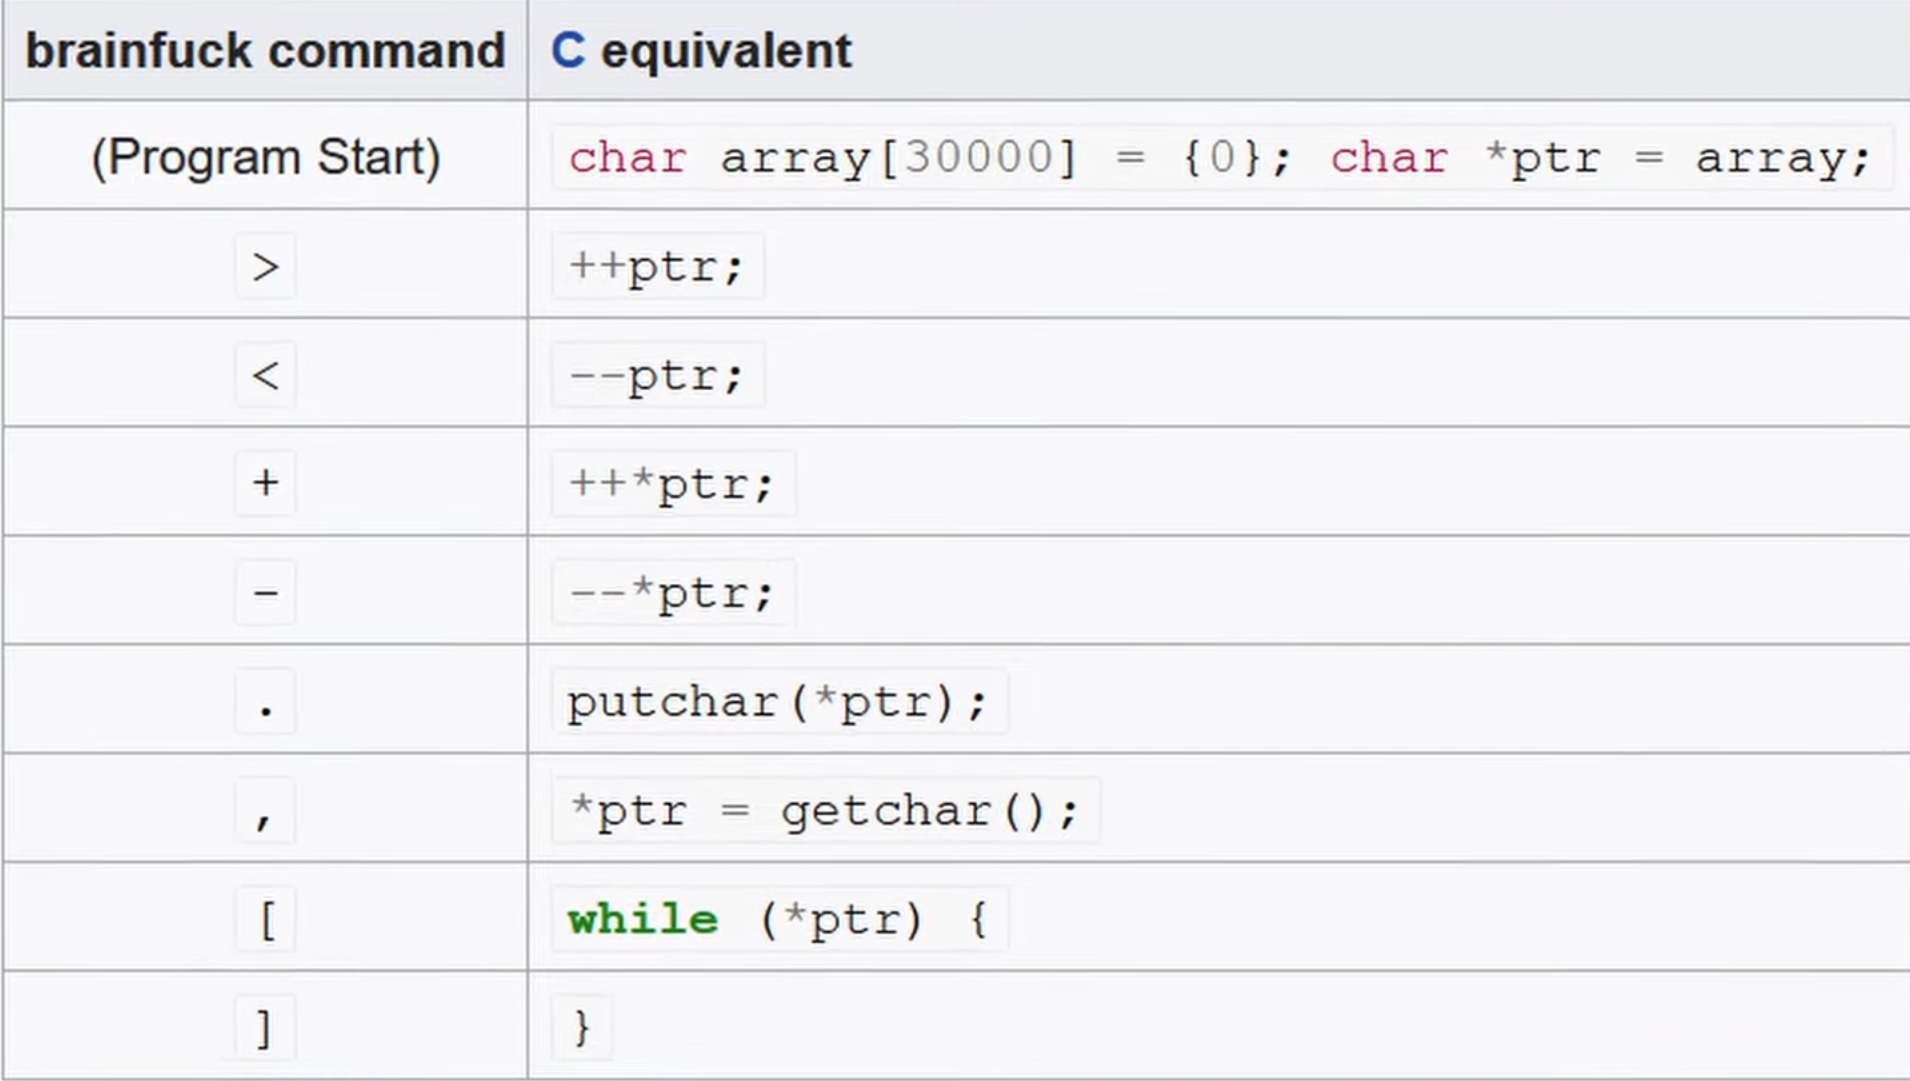 brainfuck command C equivalent
(Program Start) char array[30000] = {0}; char *ptr = array;
> ++ptr;
< --ptr;
+ ++*ptr;
- --*ptr;
. putchar(*ptr);
, *ptr = getchar();
[ while (*ptr) {
] }